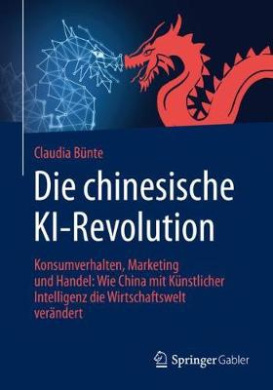 Claudia Bünte
Die chinesische
KI-Revolution
Konsumverhalten, Marketing
und Handel: Wie China mit Künstlicher
Intelligenz die Wirtschaftswelt
verändert
Springer Gabler